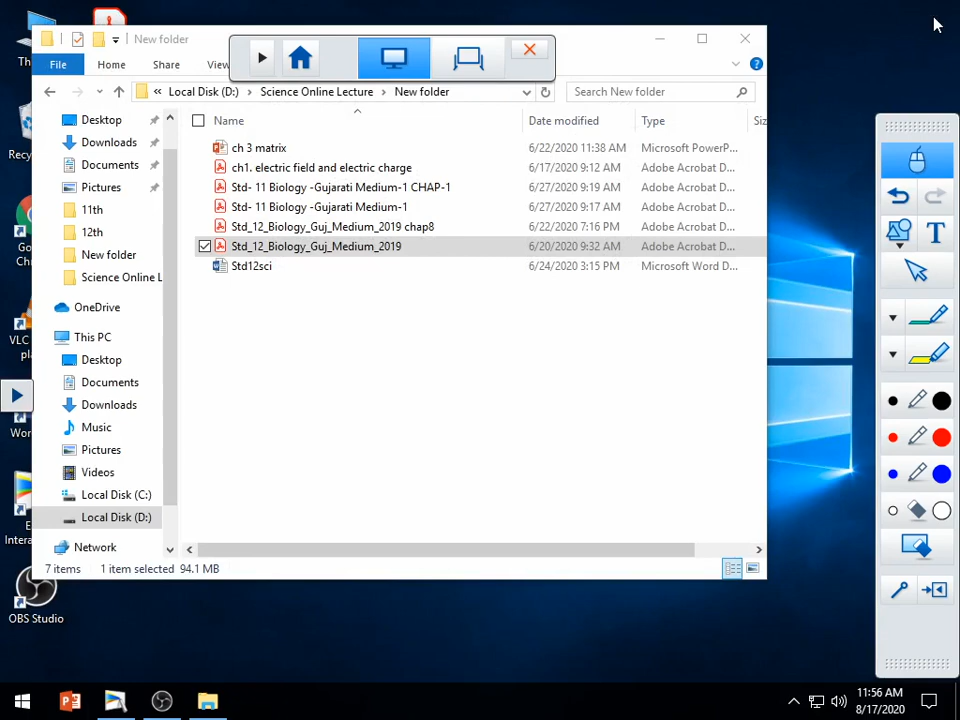 New folder
File
Home
Share
« Local Disk (D:) > Science Online Lecture > New folder
Search New folder
Desktop
Downloads
Documents
Pictures
11th
12th
New folder
Science Online L
OneDrive
This PC
Desktop
Documents
Downloads
Music
Pictures
Videos
Local Disk (C:)
Local Disk (D:)
Network
Name Date modified Type
ch 3 matrix 6/22/2020 11:38 AM Microsoft PowerP...
ch1. electric field and electric charge 6/17/2020 9:12 AM Adobe Acrobat D...
Std- 11 Biology -Gujarati Medium-1 CHAP-1 6/27/2020 9:19 AM Adobe Acrobat D...
Std- 11 Biology -Gujarati Medium-1 6/27/2020 9:17 AM Adobe Acrobat D...
Std_12_Biology_Guj_Medium_2019 chap8 6/22/2020 7:16 PM Adobe Acrobat D...
Std_12_Biology_Guj_Medium_2019 6/20/2020 9:32 AM Adobe Acrobat D...
Std12sci 6/24/2020 3:15 PM Microsoft Word D...
7 items 1 item selected 94.1 MB
OBS Studio
T
11:56 AM
8/17/2020